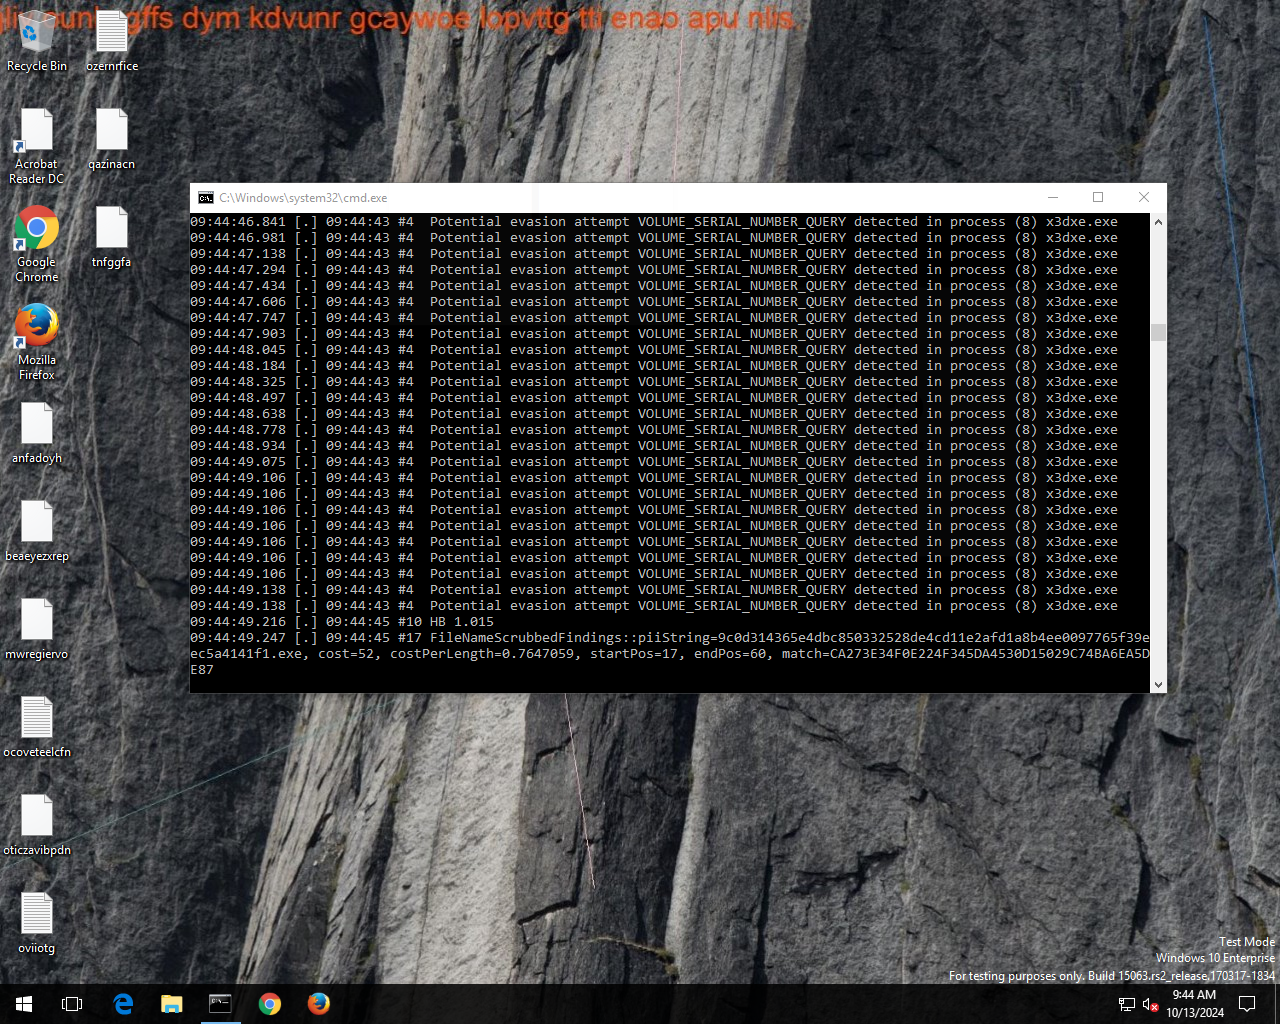 gffs dym kdvunr gcaywoe lopvttg ttl enao apu nlis.
Recycle Bin
ozernrfice
Acrobat
Reader DC
qazinacn
Google
Chrome
tnfggfa
Mozilla
Firefox
anfadoyh
beaeyezxrep
mwregiervo
ocoveteelcfn
oticzavibpdn
oviiotg
C:\Windows\system32\cmd.exe
09:44:46.841 [.] 09:44:43 #4  Potential evasion attempt VOLUME_SERIAL_NUMBER_QUERY detected in process (8) x3dxe.exe
09:44:46.981 [.] 09:44:43 #4  Potential evasion attempt VOLUME_SERIAL_NUMBER_QUERY detected in process (8) x3dxe.exe
09:44:47.138 [.] 09:44:43 #4  Potential evasion attempt VOLUME_SERIAL_NUMBER_QUERY detected in process (8) x3dxe.exe
09:44:47.294 [.] 09:44:43 #4  Potential evasion attempt VOLUME_SERIAL_NUMBER_QUERY detected in process (8) x3dxe.exe
09:44:47.434 [.] 09:44:43 #4  Potential evasion attempt VOLUME_SERIAL_NUMBER_QUERY detected in process (8) x3dxe.exe
09:44:47.606 [.] 09:44:43 #4  Potential evasion attempt VOLUME_SERIAL_NUMBER_QUERY detected in process (8) x3dxe.exe
09:44:47.747 [.] 09:44:43 #4  Potential evasion attempt VOLUME_SERIAL_NUMBER_QUERY detected in process (8) x3dxe.exe
09:44:47.903 [.] 09:44:43 #4  Potential evasion attempt VOLUME_SERIAL_NUMBER_QUERY detected in process (8) x3dxe.exe
09:44:48.045 [.] 09:44:43 #4  Potential evasion attempt VOLUME_SERIAL_NUMBER_QUERY detected in process (8) x3dxe.exe
09:44:48.184 [.] 09:44:43 #4  Potential evasion attempt VOLUME_SERIAL_NUMBER_QUERY detected in process (8) x3dxe.exe
09:44:48.325 [.] 09:44:43 #4  Potential evasion attempt VOLUME_SERIAL_NUMBER_QUERY detected in process (8) x3dxe.exe
09:44:48.497 [.] 09:44:43 #4  Potential evasion attempt VOLUME_SERIAL_NUMBER_QUERY detected in process (8) x3dxe.exe
09:44:48.638 [.] 09:44:43 #4  Potential evasion attempt VOLUME_SERIAL_NUMBER_QUERY detected in process (8) x3dxe.exe
09:44:48.778 [.] 09:44:43 #4  Potential evasion attempt VOLUME_SERIAL_NUMBER_QUERY detected in process (8) x3dxe.exe
09:44:48.934 [.] 09:44:43 #4  Potential evasion attempt VOLUME_SERIAL_NUMBER_QUERY detected in process (8) x3dxe.exe
09:44:49.075 [.] 09:44:43 #4  Potential evasion attempt VOLUME_SERIAL_NUMBER_QUERY detected in process (8) x3dxe.exe
09:44:49.106 [.] 09:44:43 #4  Potential evasion attempt VOLUME_SERIAL_NUMBER_QUERY detected in process (8) x3dxe.exe
09:44:49.106 [.] 09:44:43 #4  Potential evasion attempt VOLUME_SERIAL_NUMBER_QUERY detected in process (8) x3dxe.exe
09:44:49.106 [.] 09:44:43 #4  Potential evasion attempt VOLUME_SERIAL_NUMBER_QUERY detected in process (8) x3dxe.exe
09:44:49.106 [.] 09:44:43 #4  Potential evasion attempt VOLUME_SERIAL_NUMBER_QUERY detected in process (8) x3dxe.exe
09:44:49.106 [.] 09:44:43 #4  Potential evasion attempt VOLUME_SERIAL_NUMBER_QUERY detected in process (8) x3dxe.exe
09:44:49.106 [.] 09:44:43 #4  Potential evasion attempt VOLUME_SERIAL_NUMBER_QUERY detected in process (8) x3dxe.exe
09:44:49.106 [.] 09:44:43 #4  Potential evasion attempt VOLUME_SERIAL_NUMBER_QUERY detected in process (8) x3dxe.exe
09:44:49.138 [.] 09:44:43 #4  Potential evasion attempt VOLUME_SERIAL_NUMBER_QUERY detected in process (8) x3dxe.exe
09:44:49.138 [.] 09:44:43 #4  Potential evasion attempt VOLUME_SERIAL_NUMBER_QUERY detected in process (8) x3dxe.exe
09:44:49.216 [.] 09:44:45 #10 HB 1.015
09:44:49.247 [.] 09:44:45 #17 FileNameScrubbedFindings::piiString=9c0d314365e4dbc850332528de4cd11e2afd1a8b4ee0097765f39e
ec5a4141f1.exe, cost=52, costPerLength=0.7647059, startPos=17, endPos=60, match=CA273E34F0E224F345DA4530D15029C74BA6EA5D
E87
Test Mode
Windows 10 Enterprise
For testing purposes only. Build 15063.rs2_release.170317-1834
9:44 AM
10/13/2024